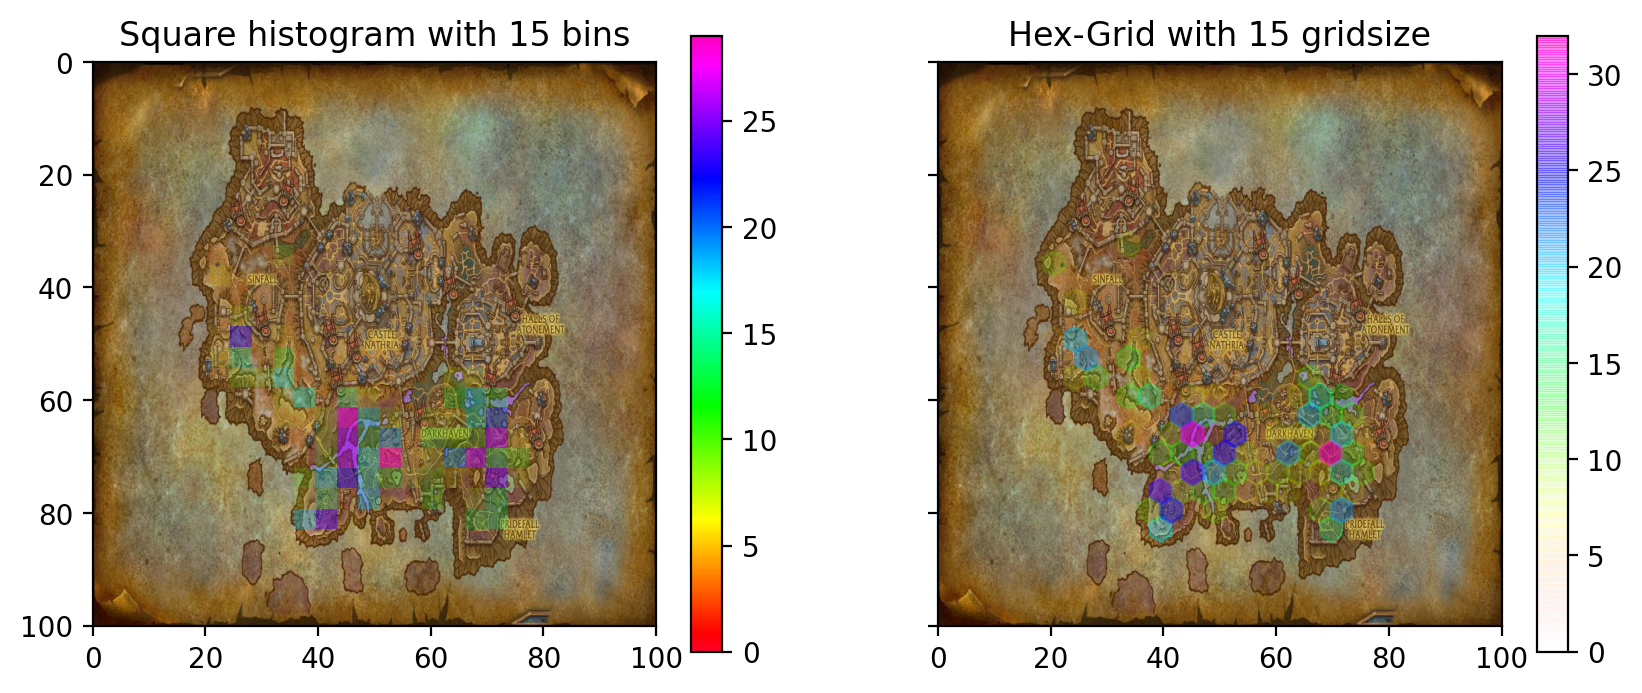 Square histogram with 15 bins
0
20
40
60
80
100
0
20
40
60
80
100
SINFALL
CASTLE
NATHRIA
HALLS OF
ATONEMENT
DARKHAVEN
PRIDEFALL
HAMLET
25
20
15
10
5
0
Hex-Grid with 15 gridsize
0
20
40
60
80
100
SINFALL
CASTLE
NATHRIA
HALLS OF
ATONEMENT
DARKHAVEN
PRIDEFALL
HAMLET
30
25
20
15
10
5
0